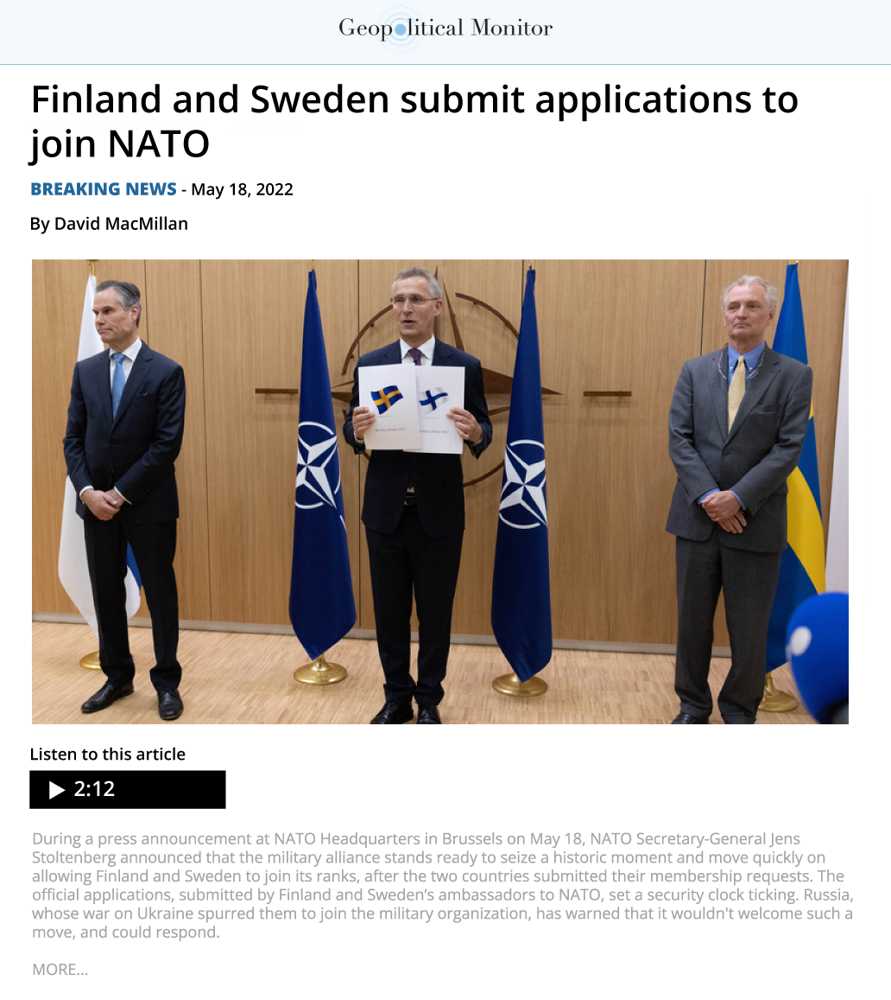 Geopolitical Monitor
Finland and Sweden submit applications to
join NATO
BREAKING NEWS - May 18, 2022
By David MacMillan
Listen to this article
2:12
During a press announcement at NATO Headquarters in Brussels on May 18, NATO Secretary-General Jens
Stoltenberg announced that the military alliance stands ready to seize a historic moment and move quickly on
allowing Finland and Sweden to join its ranks, after the two countries submitted their membership requests. The
official applications, submitted by Finland and Sweden’s ambassadors to NATO, set a security clock ticking. Russia,
whose war on Ukraine spurred them to join the military organization, has warned that it wouldn't welcome such a
move, and could respond.
MORE...